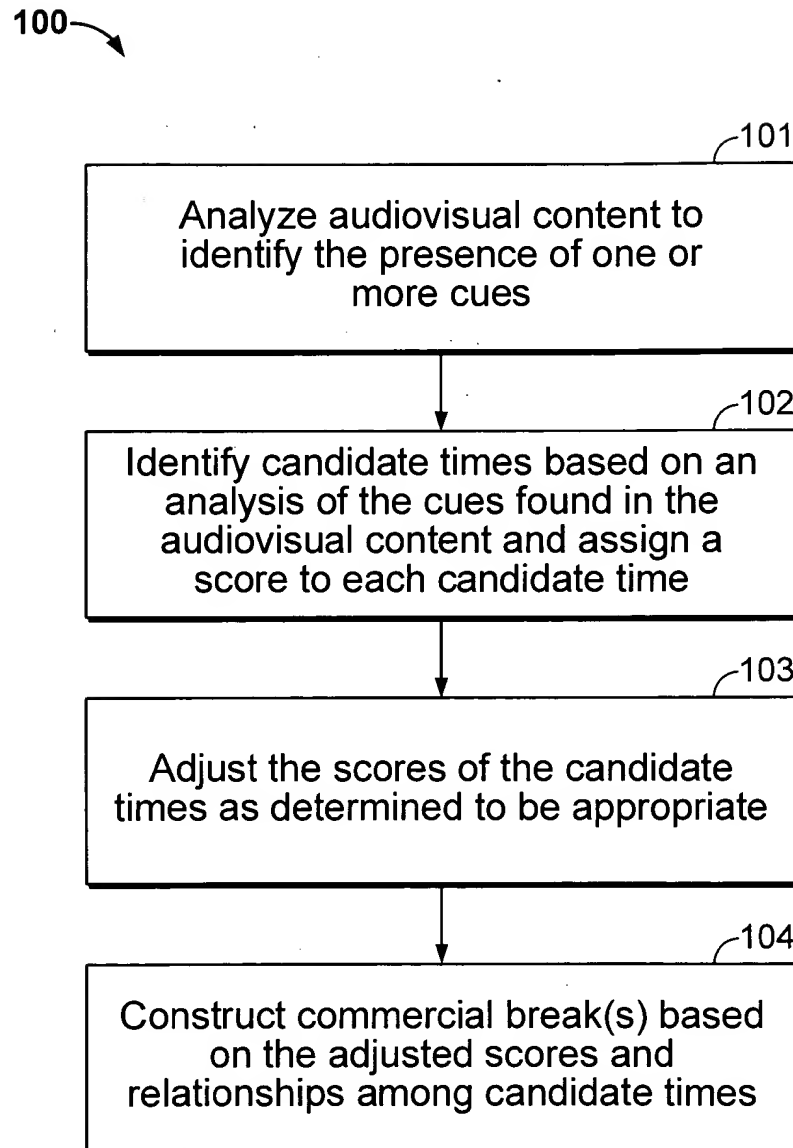 100
101
Analyze audiovisual content to
identify the presence of one or
more cues
102
Identify candidate times based on an
analysis of the cues found in the
audiovisual content and assign a
score to each candidate time
103
Adjust the scores of the candidate
times as determined to be appropriate
104
Construct commercial break(s) based
on the adjusted scores and
relationships among candidate times